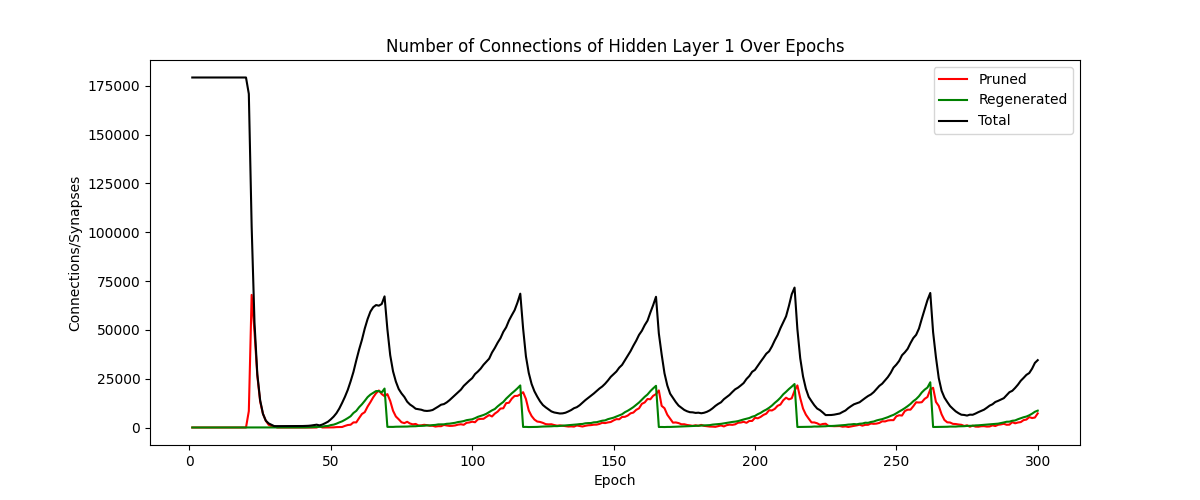 Number of Connections of Hidden Layer 1 Over Epochs
Connections/Synapses
175000
150000
125000
100000
75000
50000
25000
0
Pruned
Regenerated
Total
0 50 100 150 200 250 300
Epoch